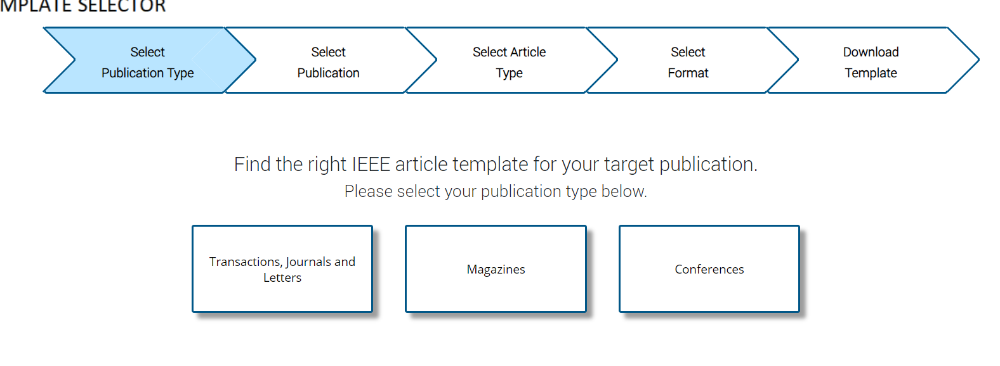 MPLATE SELECTOR
Select
Publication Type
Select
Publication
Select Article
Type
Select
Format
Download
Template
Find the right IEEE article template for your target publication.
Please select your publication type below.
Transactions, Journals and
Letters
Magazines
Conferences